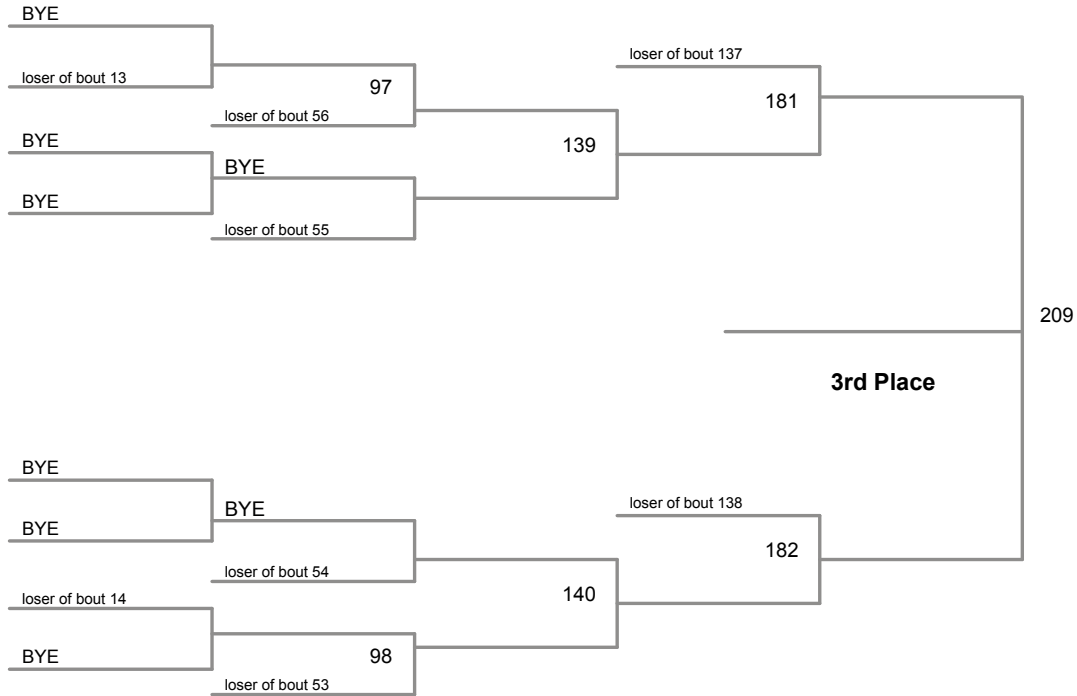 BYE
loser of bout 13
97
loser of bout 56
BYE
BYE
BYE
loser of bout 55
139
loser of bout 137
181
209
3rd Place
BYE
BYE
BYE
loser of bout 54
loser of bout 14
BYE
98
loser of bout 53
140
loser of bout 138
182